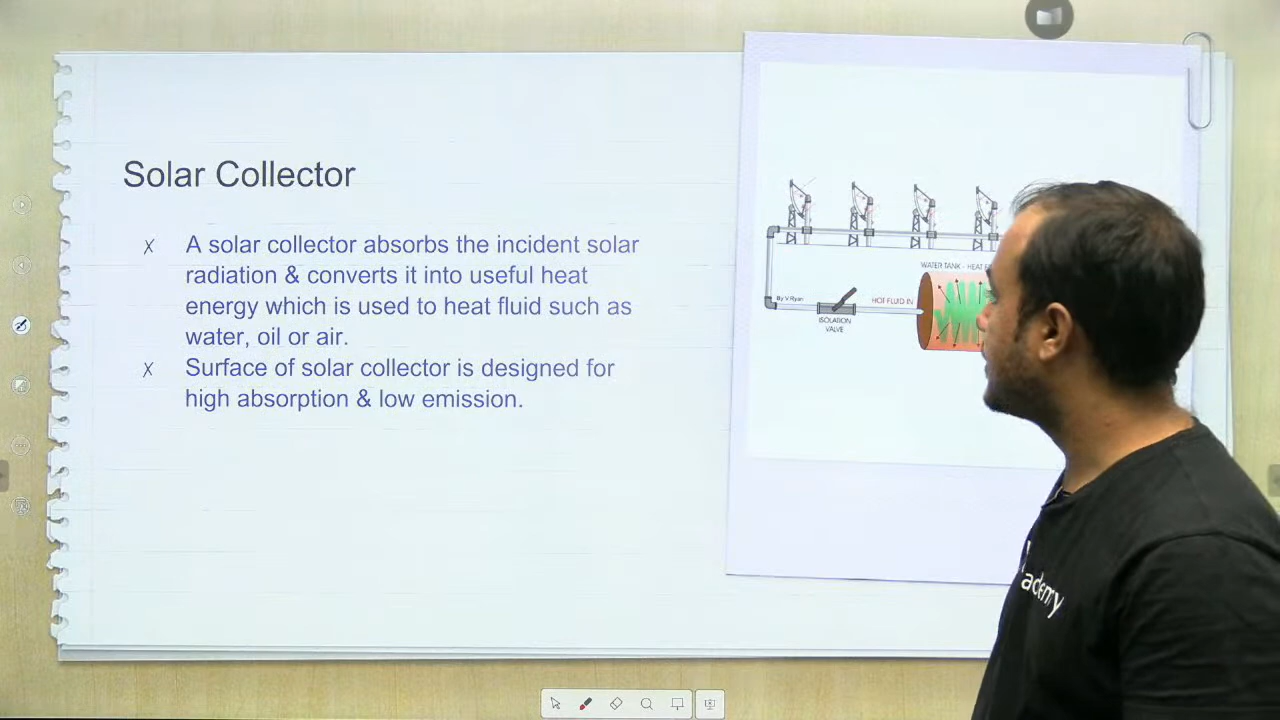 Solar Collector
x A solar collector absorbs the incident solar
radiation & converts it into useful heat
energy which is used to heat fluid such as
water, oil or air.
x Surface of solar collector is designed for
high absorption & low emission.
WATER TANK - HEAT
By V Ryan
HOT FLUID IN
ISOLATION
VALVE